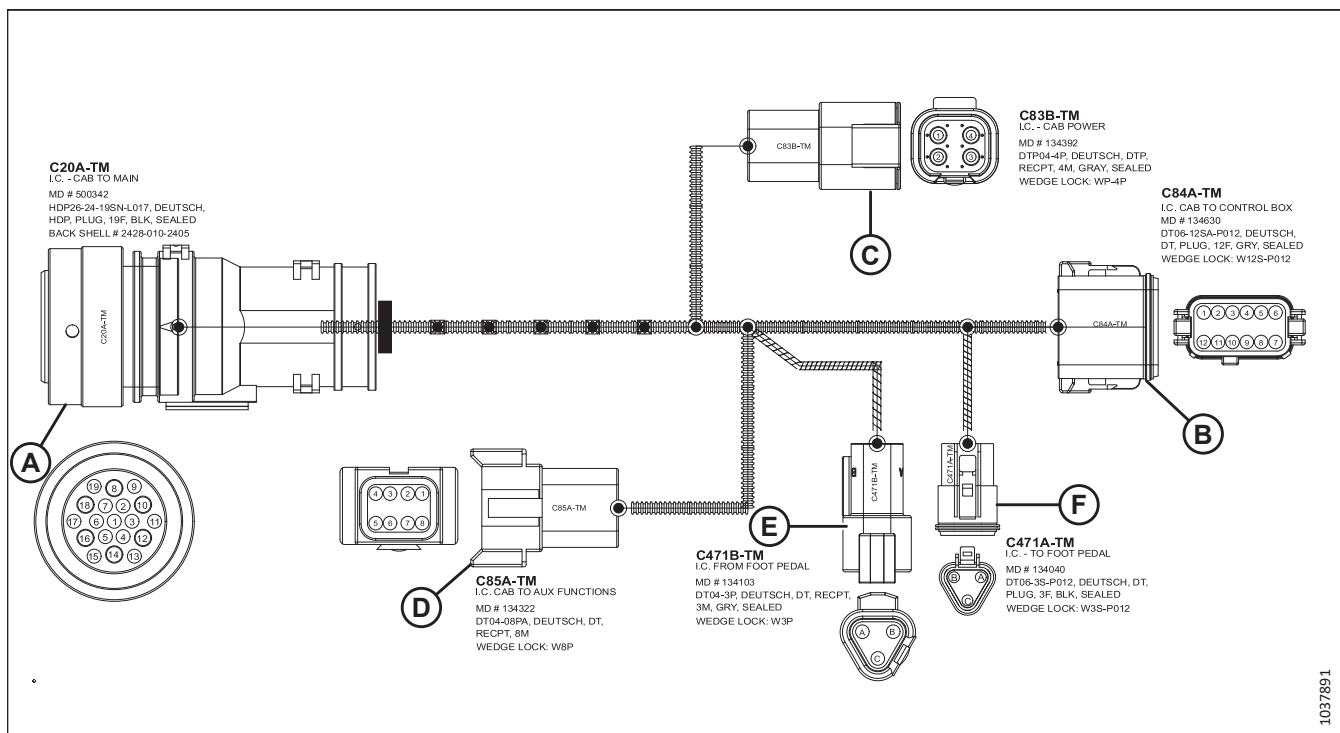 C83B-TM
I.C. - CAB POWER
MD # 134392
DTP04-4P, DEUTSCH, DTP,
RECPT, 4M, GRAY, SEALED
WEDGE LOCK: WP-4P
C83B-TM
1 4
2 3
C
C20A-TM
I.C. - CAB TO MAIN
MD # 500342
HDP26-24-19SN-L017, DEUTSCH,
HDP, PLUG, 19F, BLK, SEALED
BACK SHELL # 2428-010-2405
C20A-TM
A
19 8 9
18 7 2 10
17 6 1 3 11
16 5 4 12
15 14 13
C84A-TM
I.C. CAB TO CONTROL BOX
MD # 134630
DT06-12SA-P012, DEUTSCH,
DT, PLUG, 12F, GRY, SEALED
WEDGE LOCK: W12S-P012
C84A-TM
1 2 3 4 5 6
12 11 10 9 8 7
B
4 3 2 1
5 6 7 8
C85A-TM
D
C85A-TM
I.C. CAB TO AUX FUNCTIONS
MD # 134322
DT04-08PA, DEUTSCH, DT,
RECPT, 8M
WEDGE LOCK: W8P
C471B-TM
E
C471B-TM
I.C. FROM FOOT PEDAL
MD # 134103
DT04-3P, DEUTSCH, DT, RECPT,
3M, GRY, SEALED
WEDGE LOCK: W3P
A B
C
C471A-TM
F
C471A-TM
I.C. - TO FOOT PEDAL
MD # 134040
DT06-3S-P012, DEUTSCH, DT,
PLUG, 3F, BLK, SEALED
WEDGE LOCK: W3S-P012
B A
C
1037891